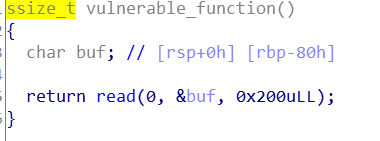 ssize_t vulnerable_function()
{
char buf; // [rsp+0h] [rbp-80h]
return read(0, &buf, 0x200uLL);
}